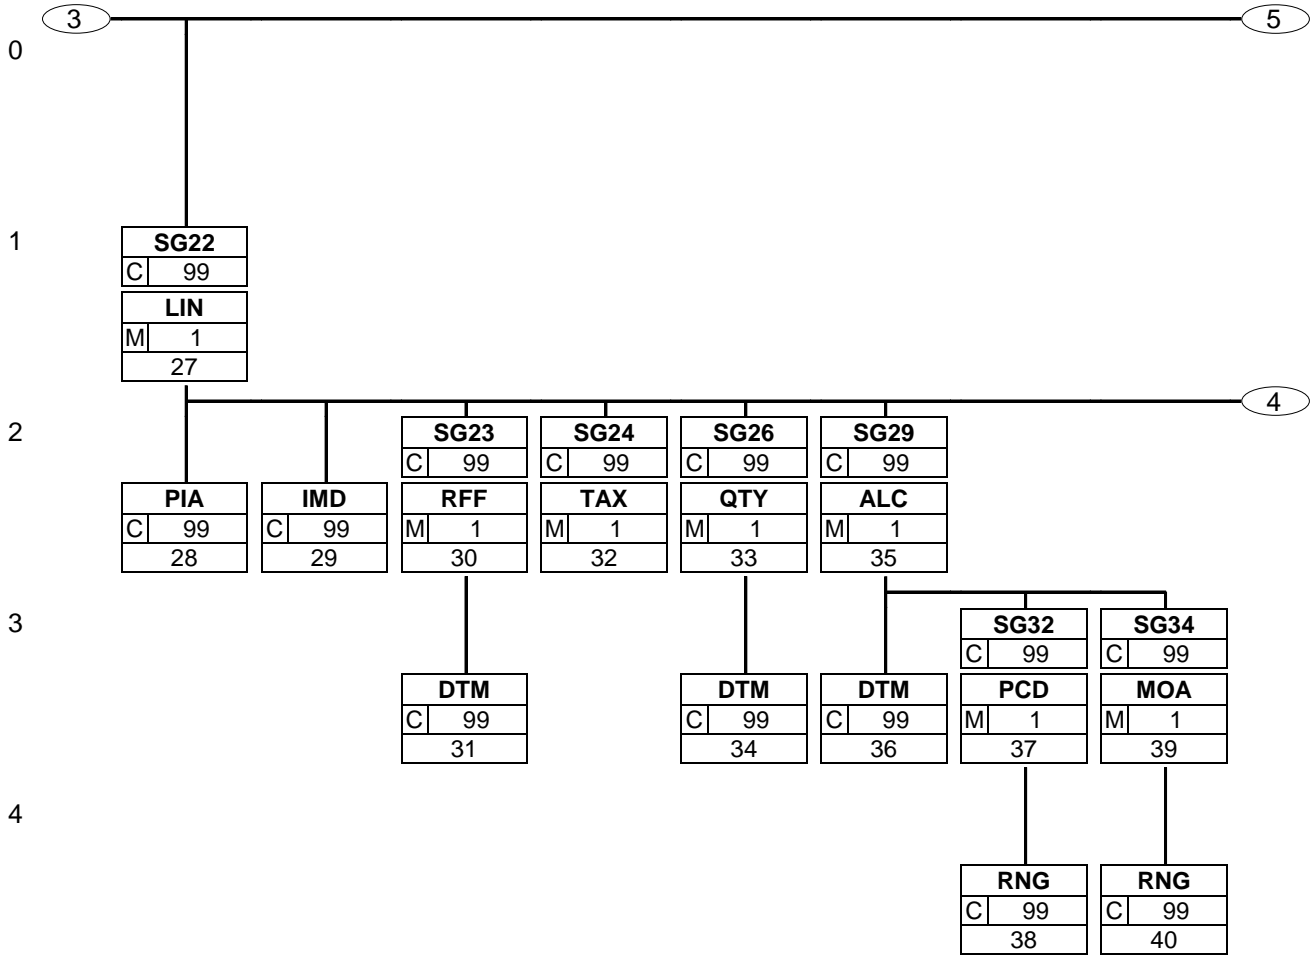 3 5
0
1
SG22
C 99
LIN
M 1
27
4
2
SG23 SG24 SG26 SG29
C 99 C 99 C 99 C 99
PIA IMD RFF TAX QTY ALC
C 99 C 99 M 1 M 1 M 1 M 1
28 29 30 32 33 35
3
SG32 SG34
C 99 C 99
DTM DTM DTM PCD MOA
C 99 C 99 C 99 M 1 M 1
31 34 36 37 39
4
RNG RNG
C 99 C 99
38 40